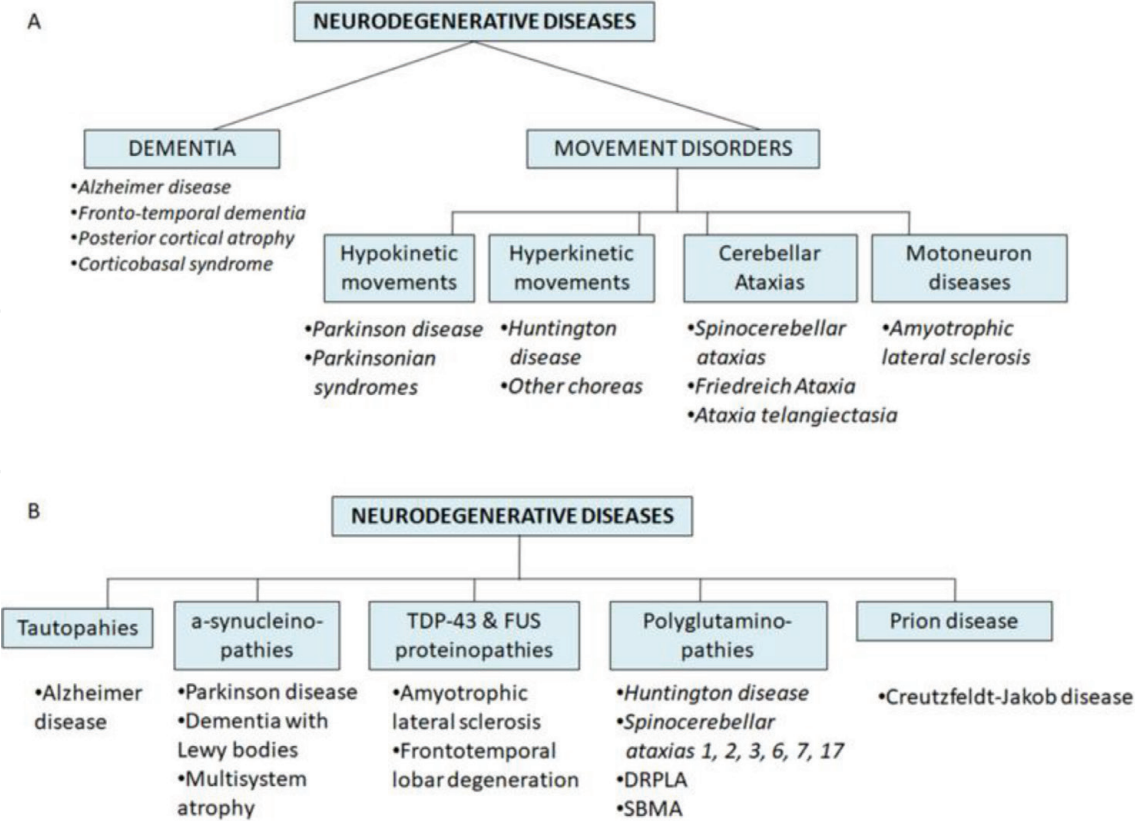 A
NEURODEGENERATIVE DISEASES
DEMENTIA
•Alzheimer disease
•Fronto-temporal dementia
•Posterior cortical atrophy
•Corticobasal syndrome
MOVEMENT DISORDERS
Hypokinetic
movements
•Parkinson disease
•Parkinsonian
syndromes
Hyperkinetic
movements
•Huntington
disease
•Other choreas
Cerebellar
Ataxias
•Spinocerebellar
ataxias
•Friedreich Ataxia
•Ataxia telangiectasia
Motoneuron
diseases
•Amyotrophic
lateral sclerosis
B
NEURODEGENERATIVE DISEASES
Tautopahies
•Alzheimer
disease
a-synucleino-
pathies
•Parkinson disease
•Dementia with
Lewy bodies
•Multisystem
atrophy
TDP-43 & FUS
proteinopathies
•Amyotrophic
lateral sclerosis
•Frontotemporal
lobar degeneration
Polyglutamino-
pathies
•Huntington disease
•Spinocerebellar
ataxias 1, 2, 3, 6, 7, 17
•DRPLA
•SBMA
Prion disease
•Creutzfeldt-Jakob disease